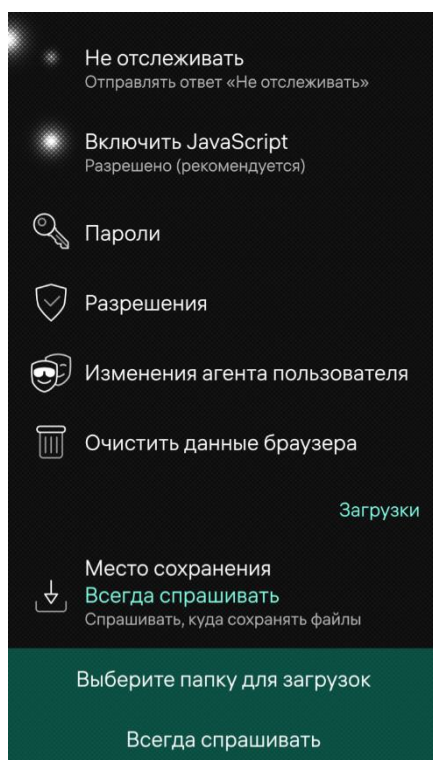 Не отслеживать
Отправлять ответ «Не отслеживать»
Включить JavaScript
Разрешено (рекомендуется)
Пароли
Разрешения
Изменения агента пользователя
Очистить данные браузера
Загрузки
Место сохранения
Всегда спрашивать
Спрашивать, куда сохранять файлы
Выберите папку для загрузок
Всегда спрашивать